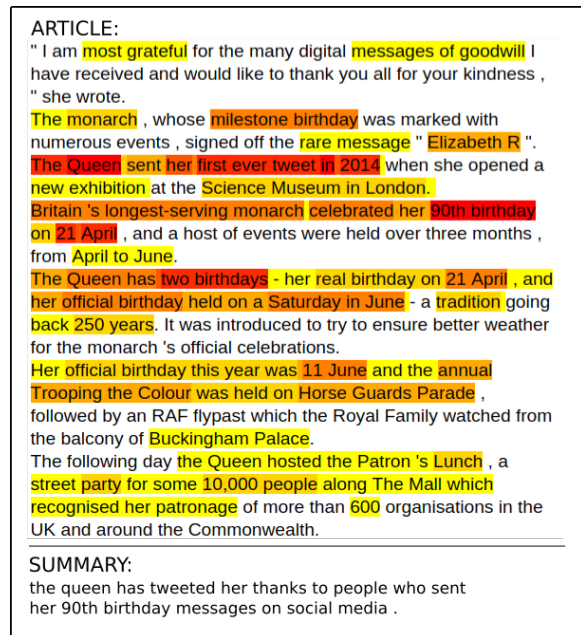 ARTICLE:
" I am most grateful for the many digital messages of goodwill I
have received and would like to thank you all for your kindness ,
" she wrote.
The monarch , whose milestone birthday was marked with
numerous events , signed off the rare message " Elizabeth R ".
The Queen sent her first ever tweet in 2014 when she opened a
new exhibition at the Science Museum in London.
Britain 's longest-serving monarch celebrated her 90th birthday
on 21 April , and a host of events were held over three months ,
from April to June.
The Queen has two birthdays - her real birthday on 21 April , and
her official birthday held on a Saturday in June - a tradition going
back 250 years. It was introduced to try to ensure better weather
for the monarch 's official celebrations.
Her official birthday this year was 11 June and the annual
Trooping the Colour was held on Horse Guards Parade ,
followed by an RAF flypast which the Royal Family watched from
the balcony of Buckingham Palace.
The following day the Queen hosted the Patron 's Lunch , a
street party for some 10,000 people along The Mall which
recognised her patronage of more than 600 organisations in the
UK and around the Commonwealth.
SUMMARY:
the queen has tweeted her thanks to people who sent
her 90th birthday messages on social media .